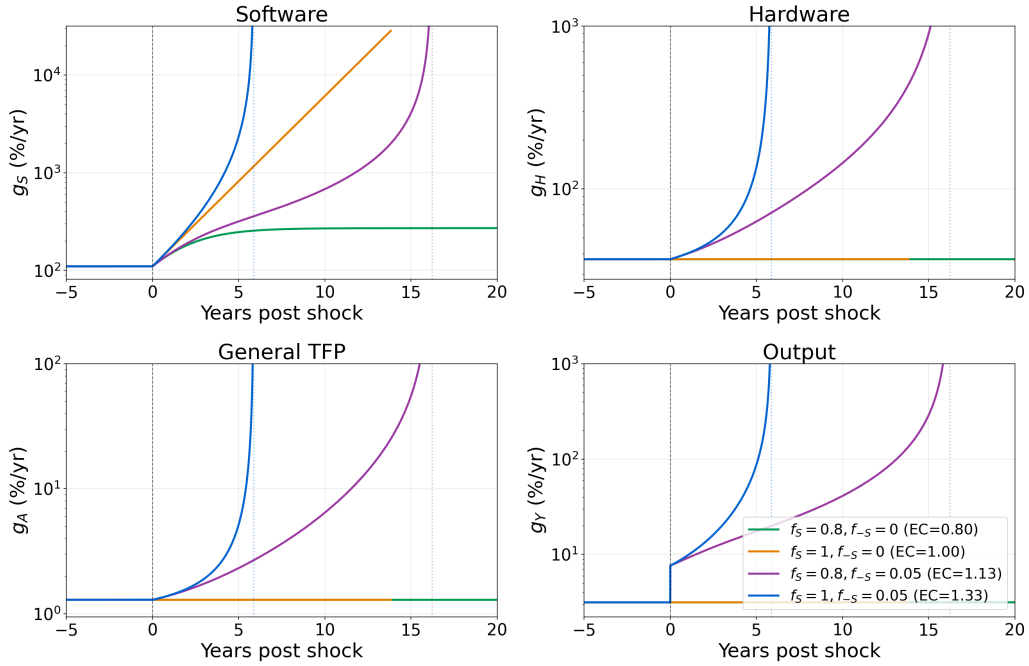 Software
g_S (%/yr)
10^4
10^3
10^2
−5 0 5 10 15 20
Years post shock
Hardware
g_H (%/yr)
10^3
10^2
−5 0 5 10 15 20
Years post shock
General TFP
g_A (%/yr)
10^2
10^1
10^0
−5 0 5 10 15 20
Years post shock
Output
g_Y (%/yr)
10^3
10^2
10^1
f_S = 0.8, f_−S = 0 (EC=0.80)
f_S = 1, f_−S = 0 (EC=1.00)
f_S = 0.8, f_−S = 0.05 (EC=1.13)
f_S = 1, f_−S = 0.05 (EC=1.33)
−5 0 5 10 15 20
Years post shock